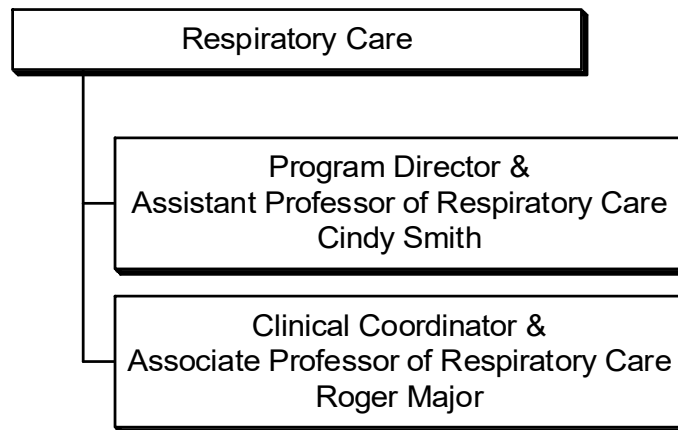 Respiratory Care
Program Director &
Assistant Professor of Respiratory Care
Cindy Smith
Clinical Coordinator &
Associate Professor of Respiratory Care
Roger Major